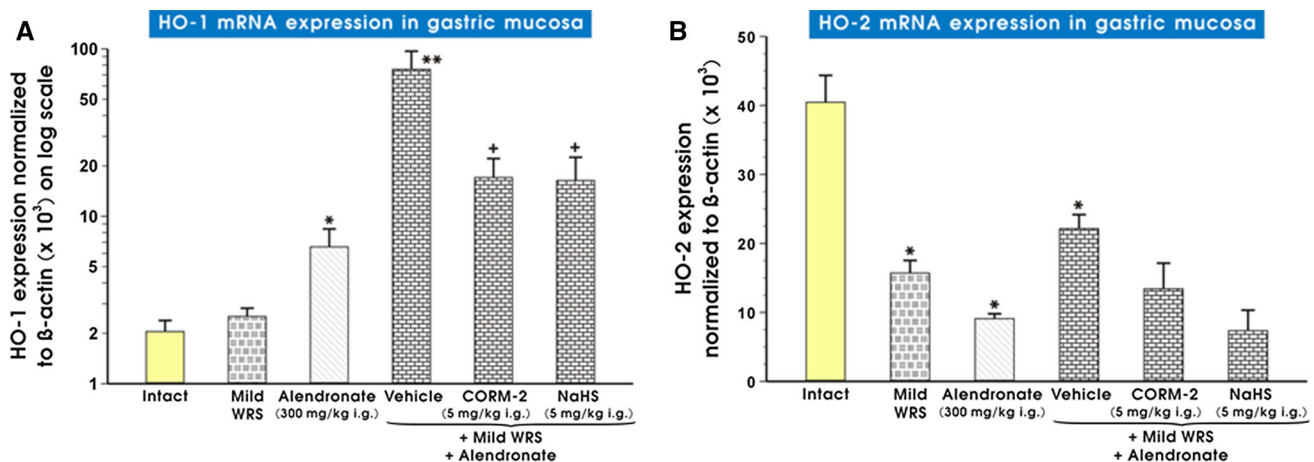 A
HO-1 mRNA expression in gastric mucosa
HO-1 expression normalized
to ß-actin (x 10³) on log scale
100
50
20
10
5
2
1
**
*
+
+
Intact
Mild
WRS
Alendronate
(300 mg/kg i.g.)
Vehicle
CORM-2
(5 mg/kg i.g.)
NaHS
(5 mg/kg i.g.)
+ Mild WRS
+ Alendronate
B
HO-2 mRNA expression in gastric mucosa
HO-2 expression
normalized to ß-actin (x 10³)
50
40
30
20
10
0
*
*
*
Intact
Mild
WRS
Alendronate
(300 mg/kg i.g.)
Vehicle
CORM-2
(5 mg/kg i.g.)
NaHS
(5 mg/kg i.g.)
+ Mild WRS
+ Alendronate